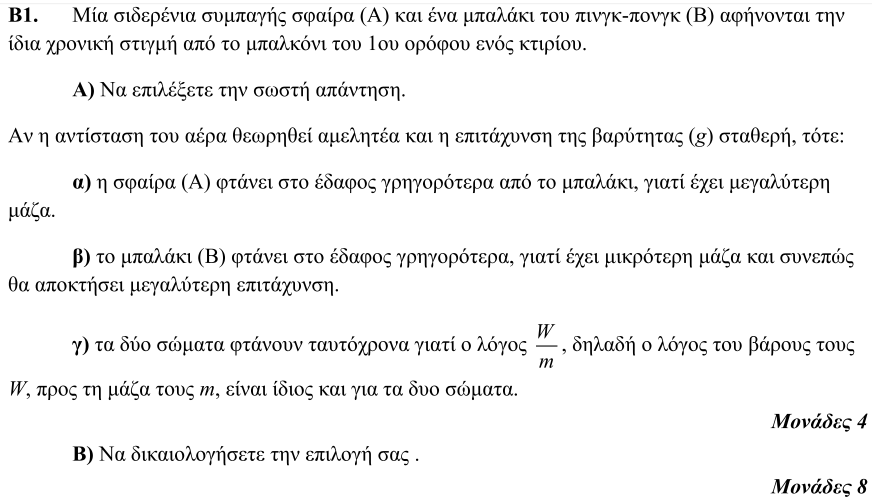 Β1. Μία σιδερένια συμπαγής σφαίρα (Α) και ένα μπαλάκι του πινγκ-πονγκ (Β) αφήνονται την
ίδια χρονική στιγμή από το μπαλκόνι του 1ου ορόφου ενός κτιρίου.
Α) Να επιλέξετε την σωστή απάντηση.
Αν η αντίσταση του αέρα θεωρηθεί αμελητέα και η επιτάχυνση της βαρύτητας (g) σταθερή, τότε:
α) η σφαίρα (Α) φτάνει στο έδαφος γρηγορότερα από το μπαλάκι, γιατί έχει μεγαλύτερη
μάζα.
β) το μπαλάκι (Β) φτάνει στο έδαφος γρηγορότερα, γιατί έχει μικρότερη μάζα και συνεπώς
θα αποκτήσει μεγαλύτερη επιτάχυνση.
γ) τα δύο σώματα φτάνουν ταυτόχρονα γιατί ο λόγος W/m, δηλαδή ο λόγος του βάρους τους
W, προς τη μάζα τους m, είναι ίδιος και για τα δυο σώματα.
Μονάδες 4
Β) Να δικαιολογήσετε την επιλογή σας .
Μονάδες 8